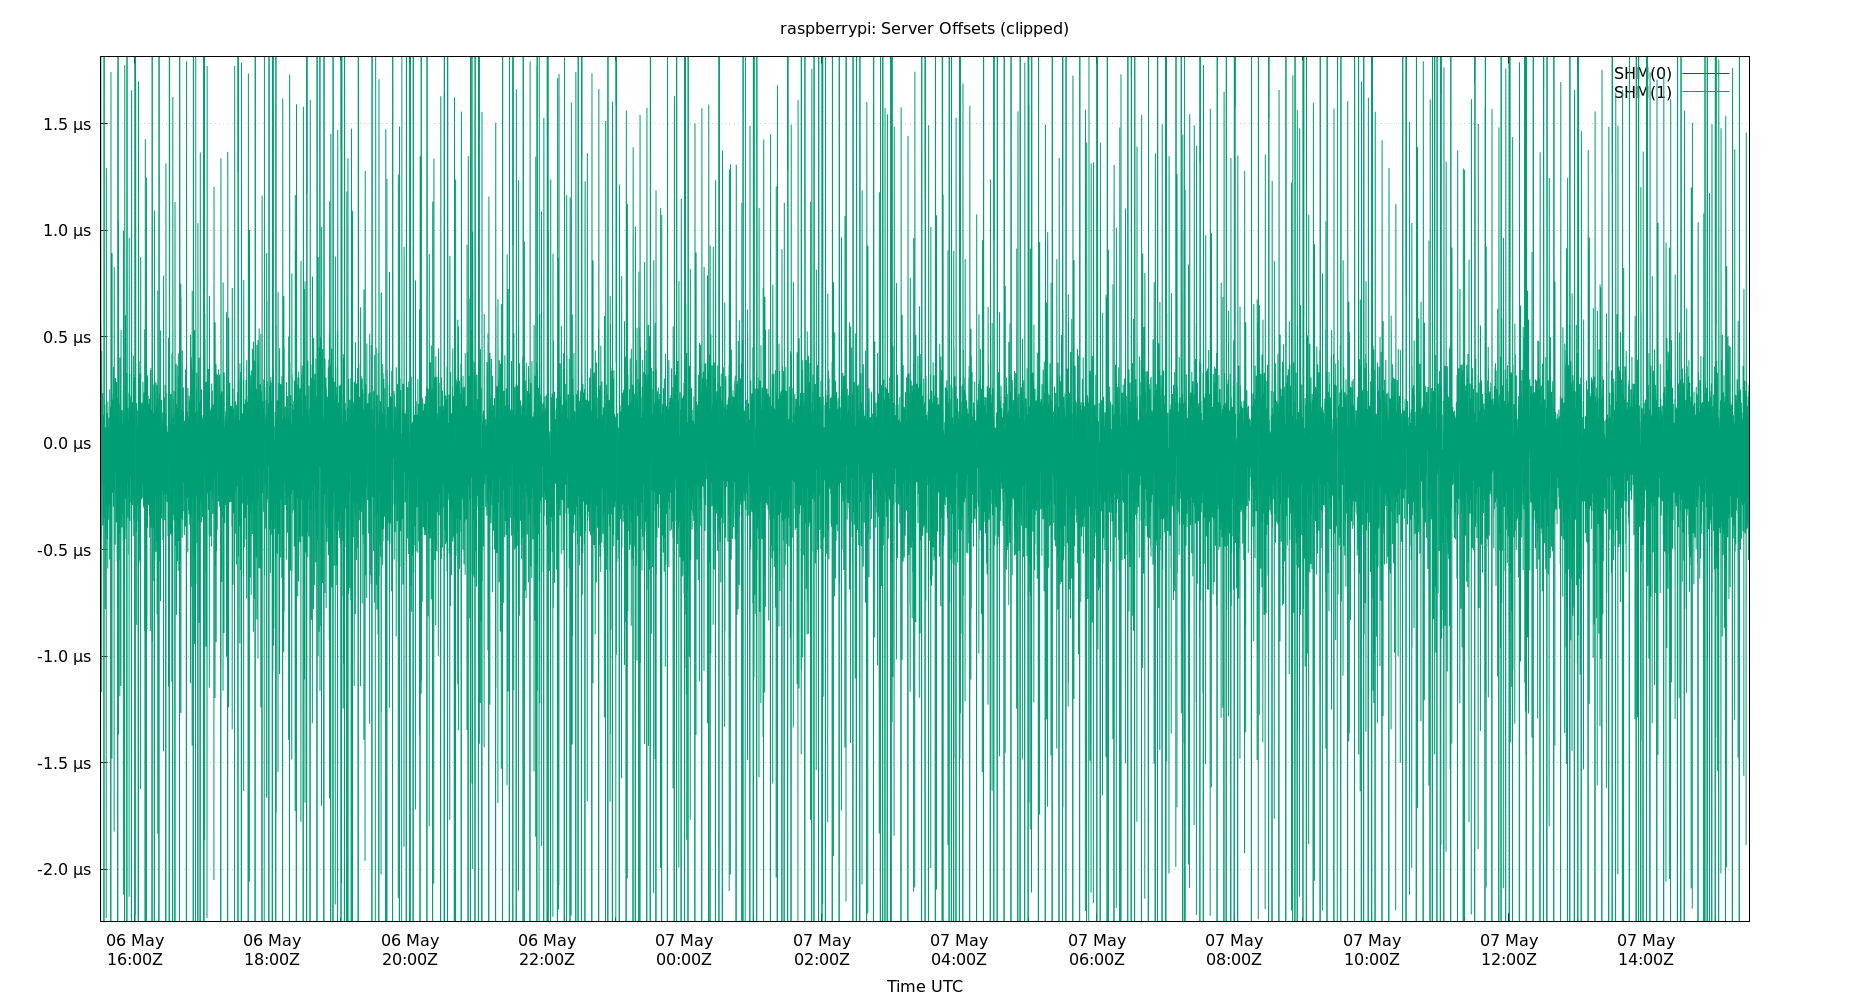 raspberrypi: Server Offsets (clipped)
SHM(0)
SHM(1)
1.5 µs
1.0 µs
0.5 µs
0.0 µs
-0.5 µs
-1.0 µs
-1.5 µs
-2.0 µs
06 May 06 May 06 May 06 May 07 May 07 May 07 May 07 May 07 May 07 May 07 May 07 May
16:00Z 18:00Z 20:00Z 22:00Z 00:00Z 02:00Z 04:00Z 06:00Z 08:00Z 10:00Z 12:00Z 14:00Z
Time UTC